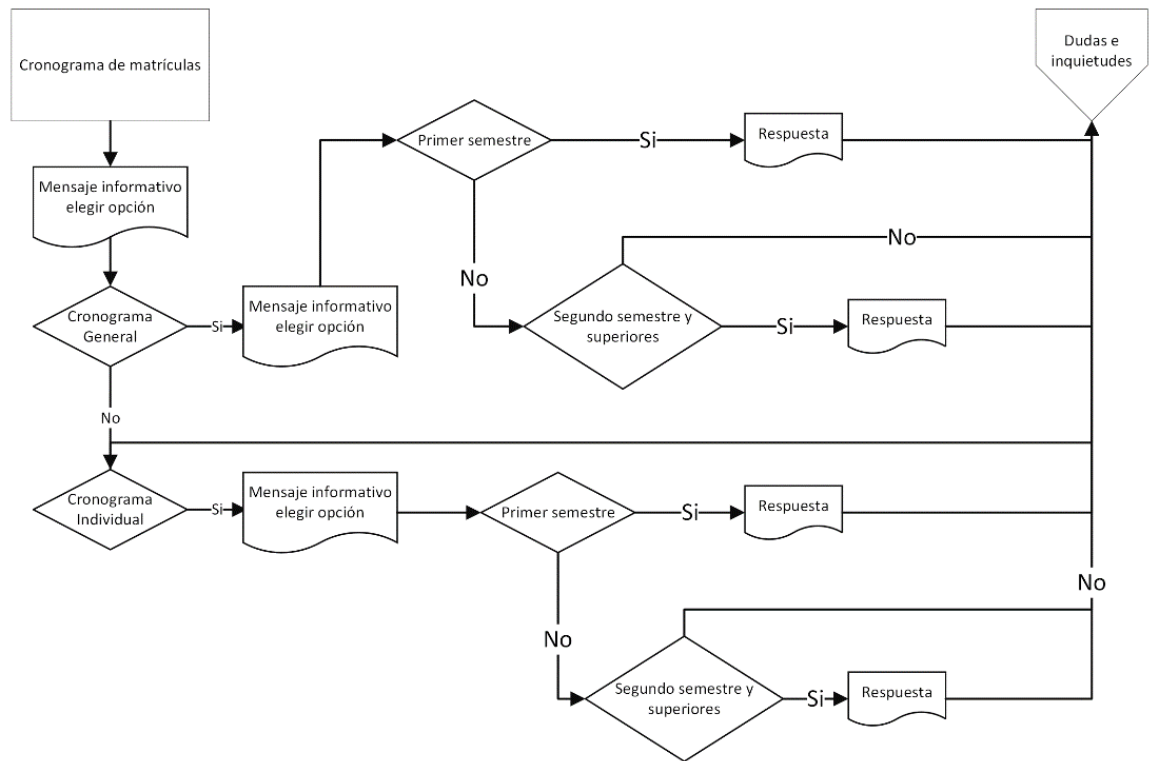 Cronograma de matrículas
Dudas e
inquietudes
Primer semestre
Si
Respuesta
Mensaje informativo
elegir opción
No
No
Cronograma
General
Si
Mensaje informativo
elegir opción
Segundo semestre y
superiores
Si
Respuesta
No
Cronograma
Individual
Si
Mensaje informativo
elegir opción
Primer semestre
Si
Respuesta
No
No
Segundo semestre y
superiores
Si
Respuesta